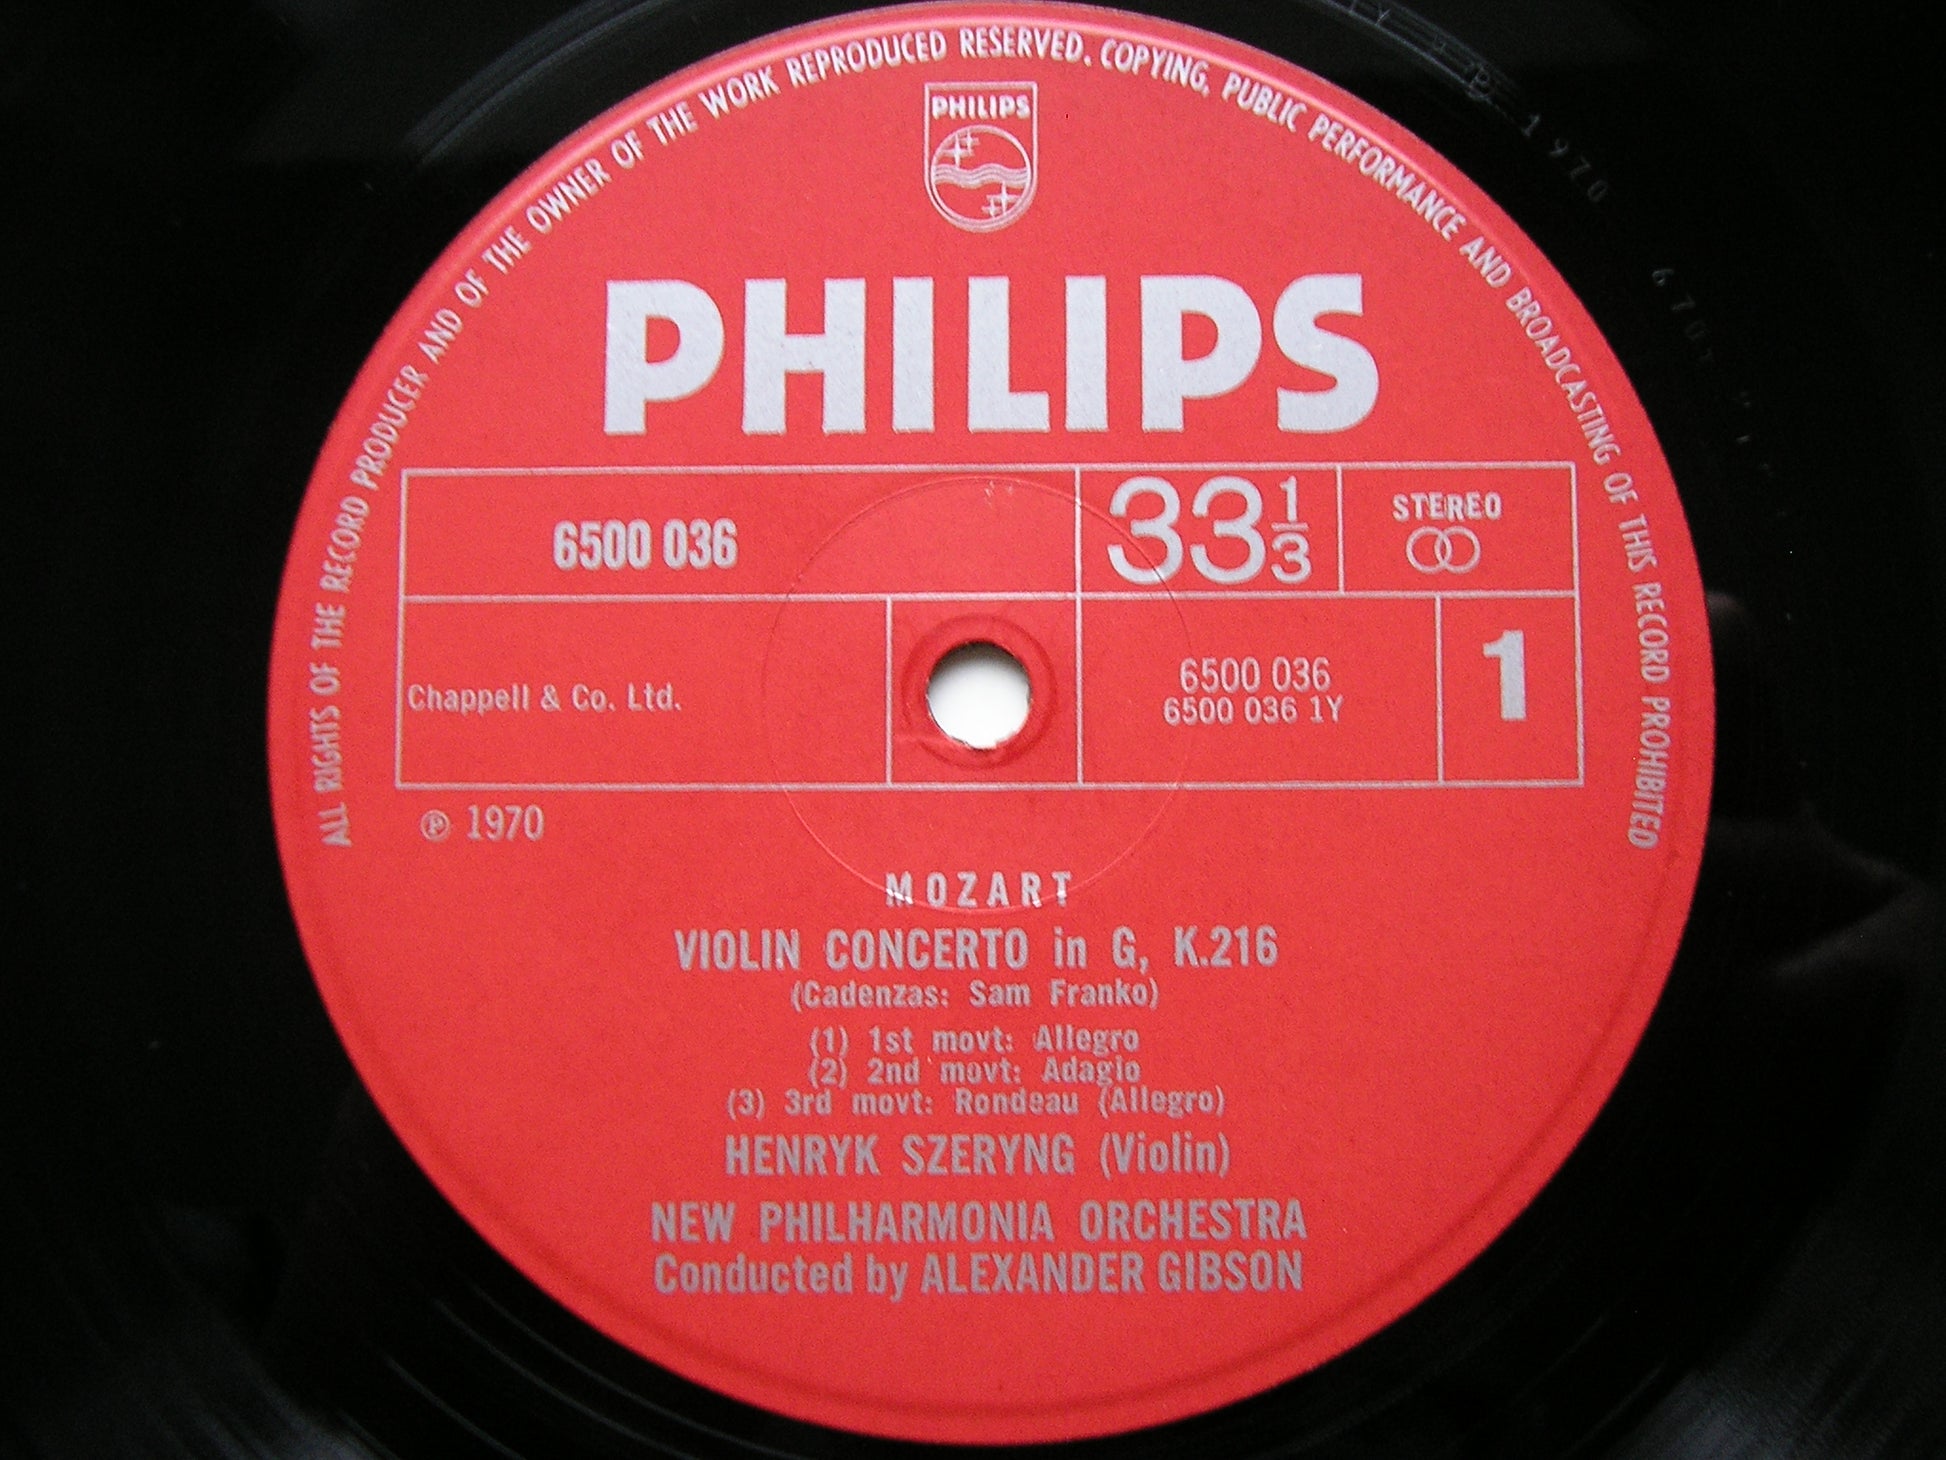 ALL RIGHTS OF THE RECORD PRODUCER AND OF THE OWNER OF THE WORK REPRODUCED RESERVED. COPYING, PUBLIC PERFORMANCE AND BROADCASTING OF THIS RECORD PROHIBITED
PHILIPS
PHILIPS
6500 036
33 1/3
STEREO
Chappell & Co. Ltd.
6500 036
6500 036 1Y
1
℗ 1970
MOZART
VIOLIN CONCERTO in G, K.216
(Cadenzas: Sam Franko)
(1) 1st movt: Allegro
(2) 2nd movt: Adagio
(3) 3rd movt: Rondeau (Allegro)
HENRYK SZERYNG (Violin)
NEW PHILHARMONIA ORCHESTRA
Conducted by ALEXANDER GIBSON
1970